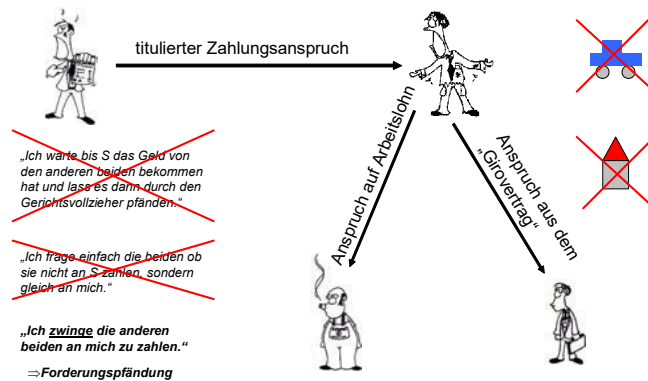 titulierter Zahlungsanspruch
Anspruch auf Arbeitslohn
Anspruch aus dem
„Girovertrag“
„Ich warte bis S das Geld von
den anderen beiden bekommen
hat und lass es dann durch den
Gerichtsvollzieher pfänden.“
„Ich frage einfach die beiden ob
sie nicht an S zahlen, sondern
gleich an mich.“
„Ich zwinge die anderen
beiden an mich zu zahlen.“
⇒Forderungspfändung